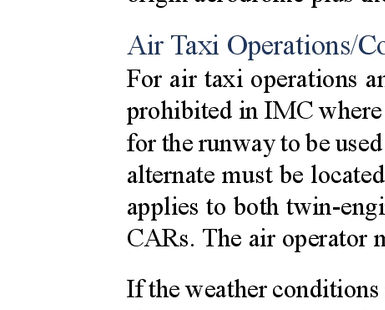 origin aerodrome plus the
Air Taxi Operations/Co
For air taxi operations an
prohibited in IMC where
for the runway to be used
alternate must be located
applies to both twin-engi
CARs. The air operator m
If the weather conditions